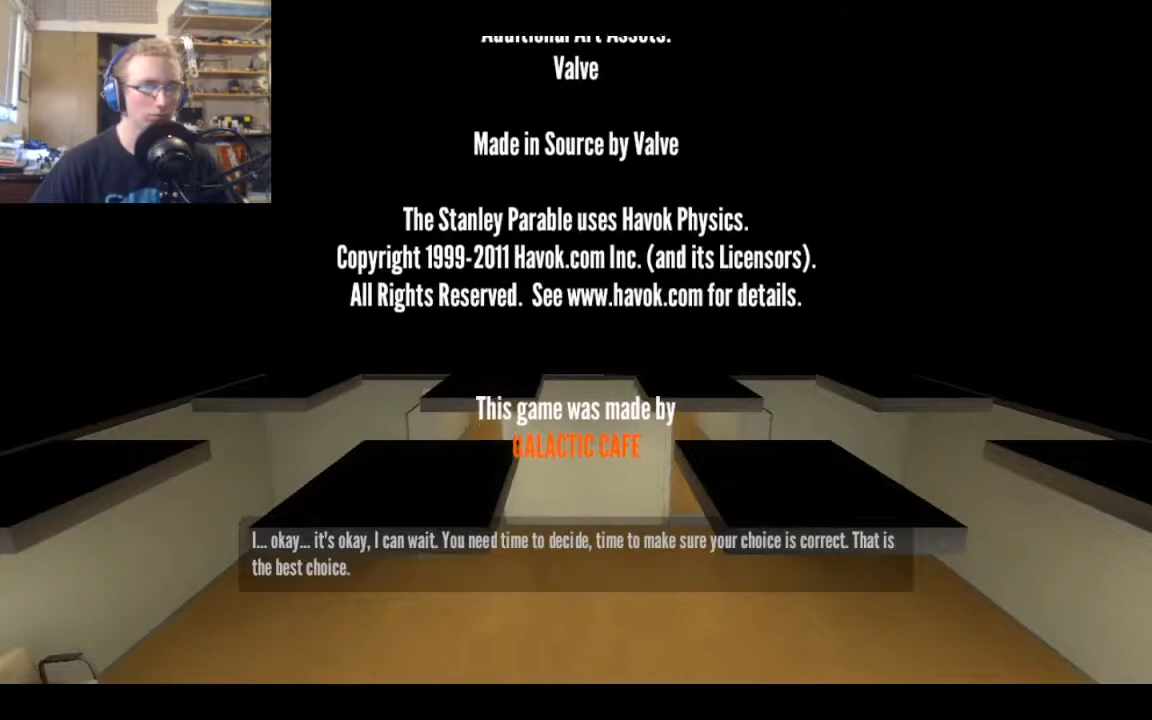 Additional Art Assets:
Valve
Made in Source by Valve
The Stanley Parable uses Havok Physics.
Copyright 1999-2011 Havok.com Inc. (and its Licensors).
All Rights Reserved. See www.havok.com for details.
This game was made by
GALACTIC CAFE
I... okay... it's okay, I can wait. You need time to decide, time to make sure your choice is correct. That is
the best choice.